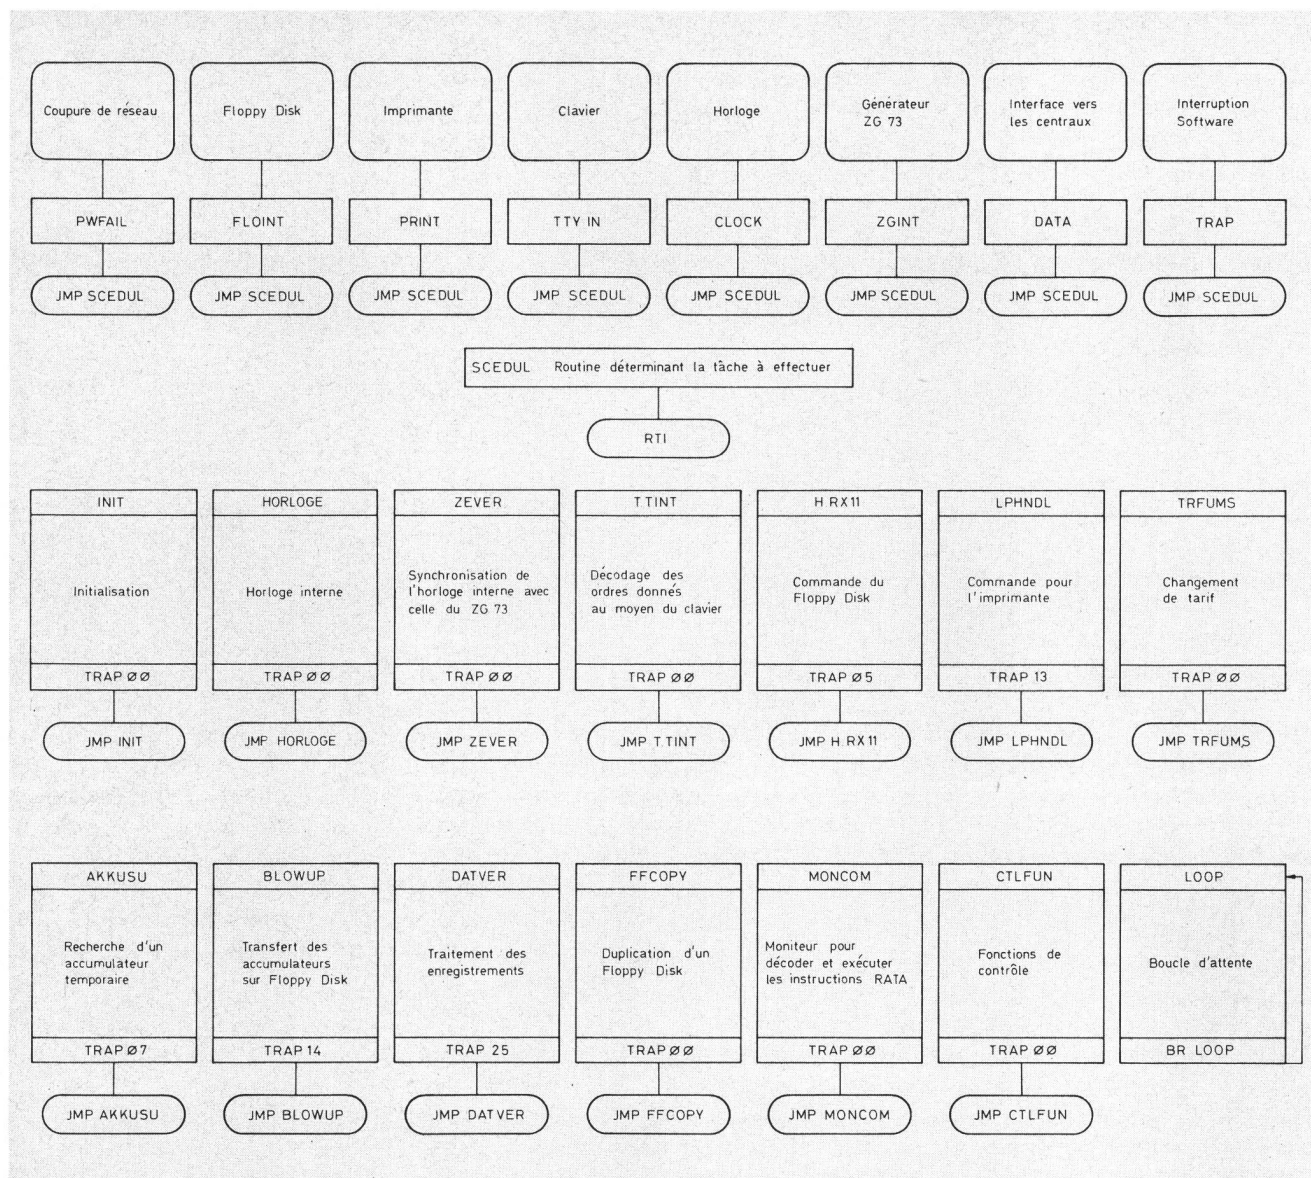 Coupure de réseau
Floppy Disk
Imprimante
Clavier
Horloge
Générateur
ZG 73
Interface vers
les centraux
Interruption
Software
PWFAIL
FLOINT
PRINT
TTY IN
CLOCK
ZGINT
DATA
TRAP
JMP SCEDUL
JMP SCEDUL
JMP SCEDUL
JMP SCEDUL
JMP SCEDUL
JMP SCEDUL
JMP SCEDUL
JMP SCEDUL
SCEDUL Routine déterminant la tâche à effectuer
RTI
INIT
Initialisation
TRAP ØØ
JMP INIT
HORLOGE
Horloge interne
TRAP ØØ
JMP HORLOGE
ZEVER
Synchronisation de
l'horloge interne avec
celle du ZG 73
TRAP ØØ
JMP ZEVER
T.TINT
Décodage des
ordres donnés
au moyen du clavier
TRAP ØØ
JMP T.TINT
H.RX11
Commande du
Floppy Disk
TRAP Ø5
JMP H.RX11
LPHNDL
Commande pour
l'imprimante
TRAP 13
JMP LPHNDL
TRFUMS
Changement
de tarif
TRAP ØØ
JMP TRFUMS
AKKUSU
Recherche d'un
accumulateur
temporaire
TRAP Ø7
JMP AKKUSU
BLOWUP
Transfert des
accumulateurs
sur Floppy Disk
TRAP 14
JMP BLOWUP
DATVER
Traitement des
enregistrements
TRAP 25
JMP DATVER
FFCOPY
Duplication d'un
Floppy Disk
TRAP ØØ
JMP FFCOPY
MONCOM
Moniteur pour
décoder et exécuter
les instructions RATA
TRAP ØØ
JMP MONCOM
CTLFUN
Fonctions de
contrôle
TRAP ØØ
JMP CTLFUN
LOOP
Boucle d'attente
BR LOOP